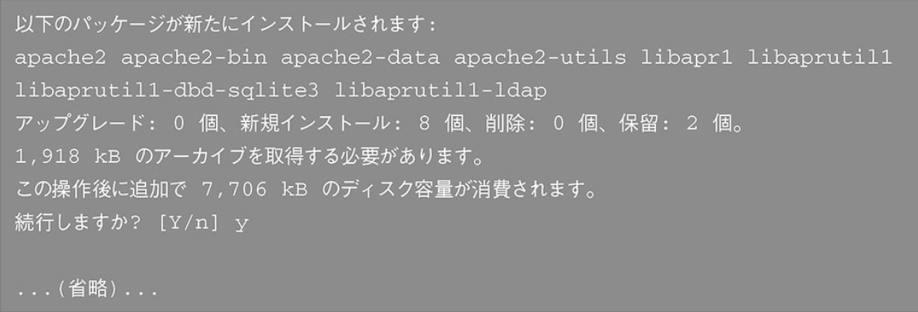 以下のパッケージが新たにインストールされます:
apache2 apache2-bin apache2-data apache2-utils libapr1 libaprutil1
libaprutil1-dbd-sqlite3 libaprutil1-ldap
アップグレード: 0 個、新規インストール: 8 個、削除: 0 個、保留: 2 個。
1,918 kB のアーカイブを取得する必要があります。
この操作後に追加で 7,706 kB のディスク容量が消費されます。
続行しますか? [Y/n] y
...(省略)...